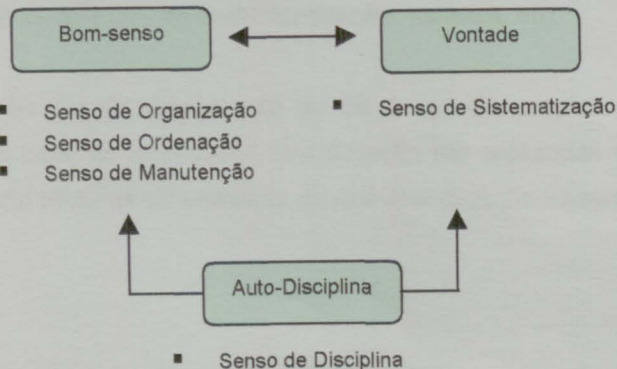 Bom-senso
Vontade
Senso de Organização
Senso de Ordenação
Senso de Manutenção
Senso de Sistematização
Auto-Disciplina
Senso de Disciplina